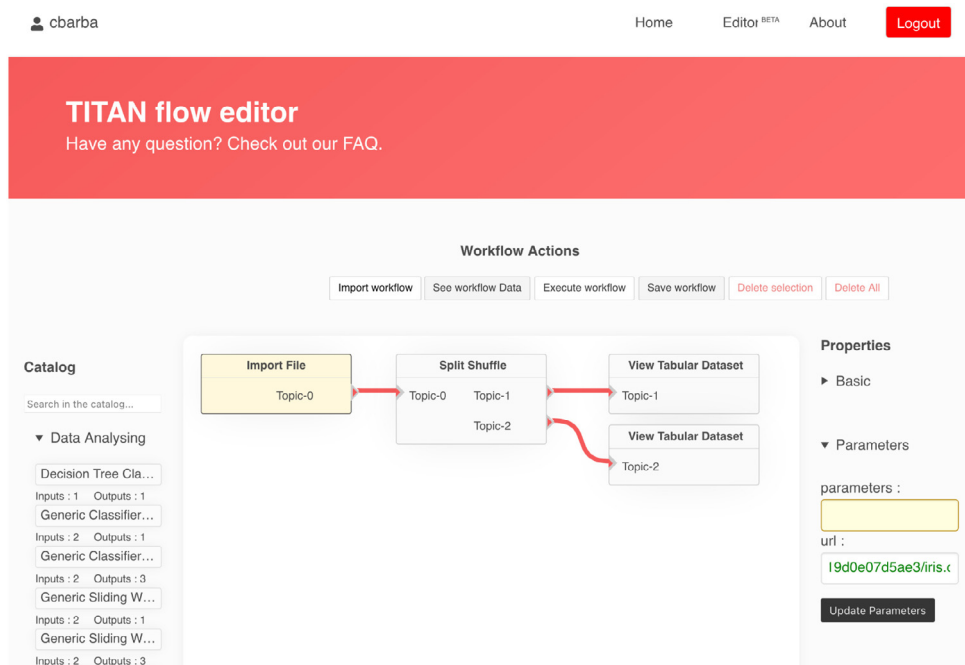 cbarba
Home Editor BETA About Logout
TITAN flow editor
Have any question? Check out our FAQ.
Workflow Actions
Import workflow See workflow Data Execute workflow Save workflow Delete selection Delete All
Catalog
Search in the catalog...
▼ Data Analysing
Decision Tree Cla...
Inputs : 1 Outputs : 1
Generic Classifier...
Inputs : 2 Outputs : 1
Generic Classifier...
Inputs : 2 Outputs : 3
Generic Sliding W...
Inputs : 2 Outputs : 1
Generic Sliding W...
Inputs : 2 Outputs : 3
Import File
Topic-0
Split Shuffle
Topic-0 Topic-1
Topic-2
View Tabular Dataset
Topic-1
View Tabular Dataset
Topic-2
Properties
▶ Basic
▼ Parameters
parameters :
url :
19d0e07d5ae3/iris.c
Update Parameters